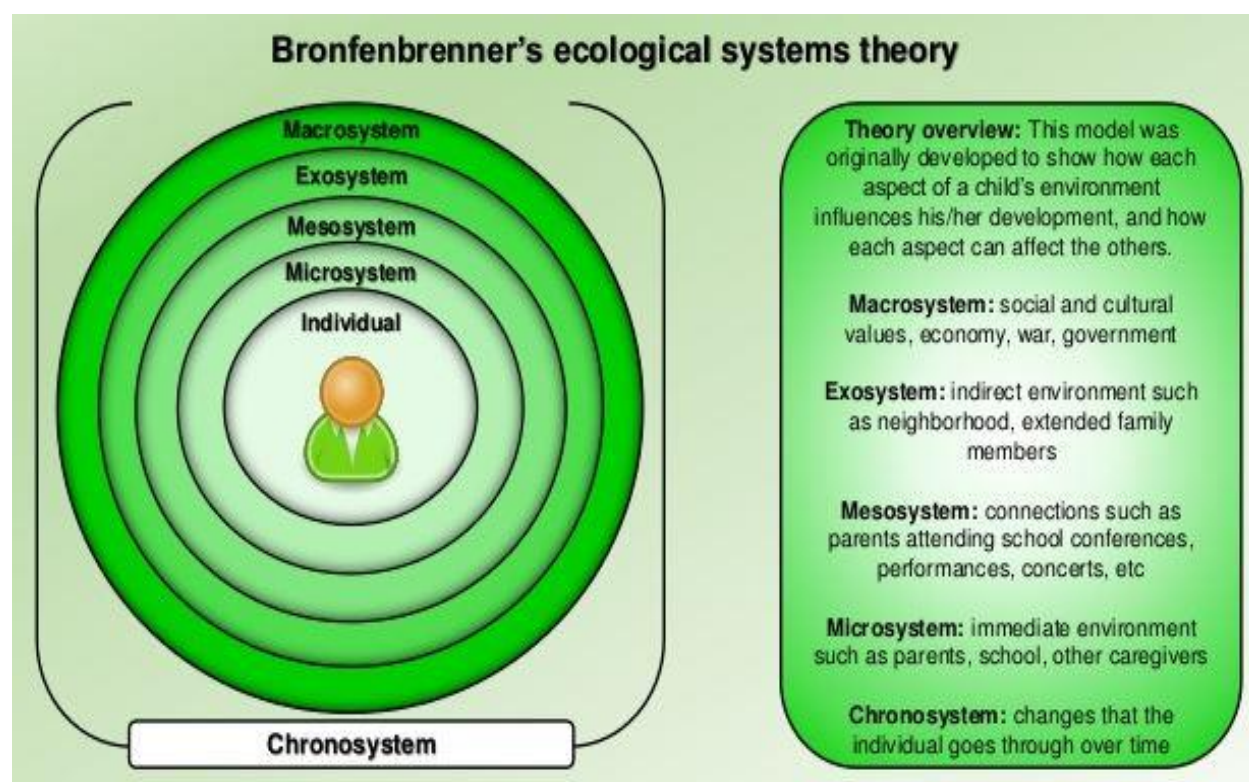 Bronfenbrenner's ecological systems theory
Macrosystem
Exosystem
Mesosystem
Microsystem
Individual
Chronosystem
Theory overview: This model was
originally developed to show how each
aspect of a child's environment
influences his/her development, and how
each aspect can affect the others.
Macrosystem: social and cultural
values, economy, war, government
Exosystem: indirect environment such
as neighborhood, extended family
members
Mesosystem: connections such as
parents attending school conferences,
performances, concerts, etc
Microsystem: immediate environment
such as parents, school, other caregivers
Chronosystem: changes that the
individual goes through over time